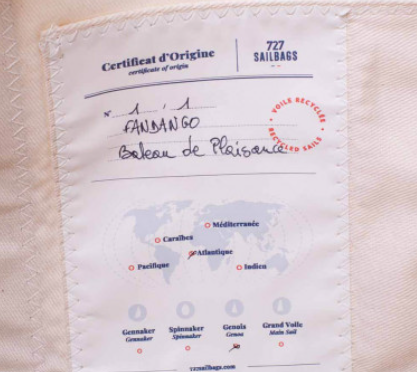 Certificat d'Origine
certificate of origin
727
SAILBAGS
N° 1 / 1
FANDANGO
Bateau de Plaisance
VOILE RECYCLÉE
RECYCLED SAILS
Méditerranée
Caraïbes
Atlantique
Pacifique
Indien
Gennaker Spinnaker Genois Grand Voile
Gennaker Spinnaker Genoa Main Sail
727sailbags.com